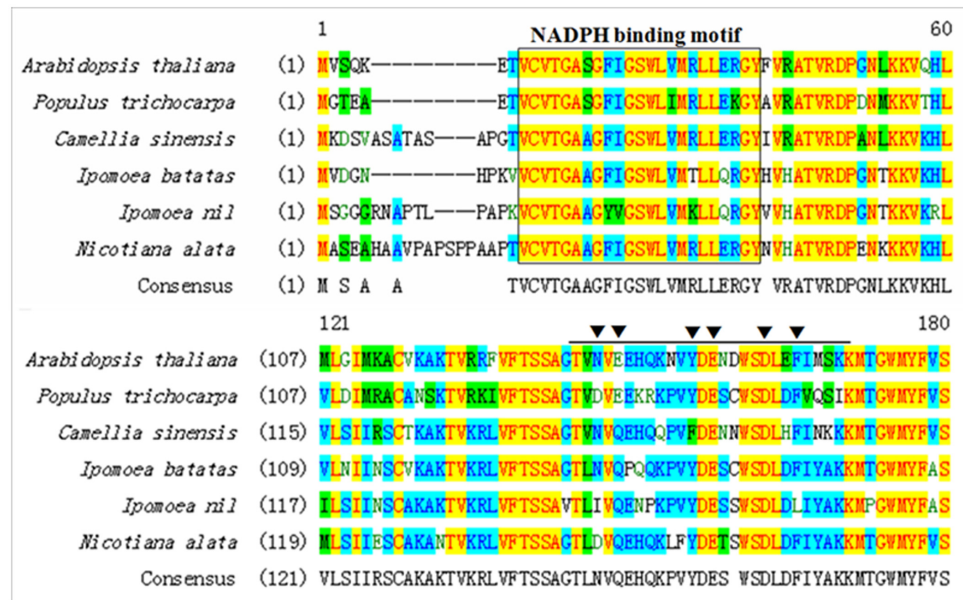 1 NADPH binding motif 60
Arabidopsis thaliana (1) MVSQK————————————ETVCVTGASGFIGSWLVMRLLERGYFVRATVRDPGNLKKVQHL
Populus trichocarpa (1) MGTEA————————————ETVCVTGASGFIGSWLIMRLLEKGYAVRATVRDPDNMKKVTHL
Camellia sinensis (1) MKDSVASATAS————APGTVCVTGAAGFIGSWLVMRLLERGYIVRATVRDPANLKKVKHL
Ipomoea batatas (1) MVDGN——————————HPKVVCVTGAAGFIGSWLVMTLLQRGYHVHATVRDPGNTKKVKHL
Ipomoea nil (1) MSGGGRNAPTL————PAPKVCVTGAAGYVGSWLVMKLLQRGYVVHATVRDPGNTKKVKRL
Nicotiana alata (1) MASEAHAAVPAPSPPAAPTVCVTGAAGFIGSWLVMRLLERGYNVHATVRDPENKKKVKHL
Consensus (1) M S A A TVCVTGAAGFIGSWLVMRLLERGY VRATVRDPGNLKKVKHL
121 180
Arabidopsis thaliana (107) MLGIMKACVKAKTVRRFVFTSSAGTVNVEEHQKNVYDENDWSDLEFIMSKKMTGWMYFVS
Populus trichocarpa (107) VLDIMRACANSKTVRKIVFTSSAGTVDVEEKRKPVYDESCWSDLDFVQSIKMTGWMYFVS
Camellia sinensis (115) VLSIIRSCTKAKTVKRLVFTSSAGTVNVQEHQQPVFDENNWSDLHFINKKKMTGWMYFVS
Ipomoea batatas (109) VLNIINSCVKAKTVKRLVFTSSAGTLNVQPQQKPVYDESCWSDLDFIYAKKMTGWMYFAS
Ipomoea nil (117) ILSIINSCAKAKTVKRLVFTSSAVTLIVQENPKPVYDESSWSDLDLIYAKKMPGWMYFAS
Nicotiana alata (119) MLSIIESCAKANTVKRLVFTSSAGTLDVQEHQKLFYDETSWSDLDFIYAKKMTGWMYFVS
Consensus (121) VLSIIRSCAKAKTVKRLVFTSSAGTLNVQEHQKPVYDES WSDLDFIYAKKMTGWMYFVS